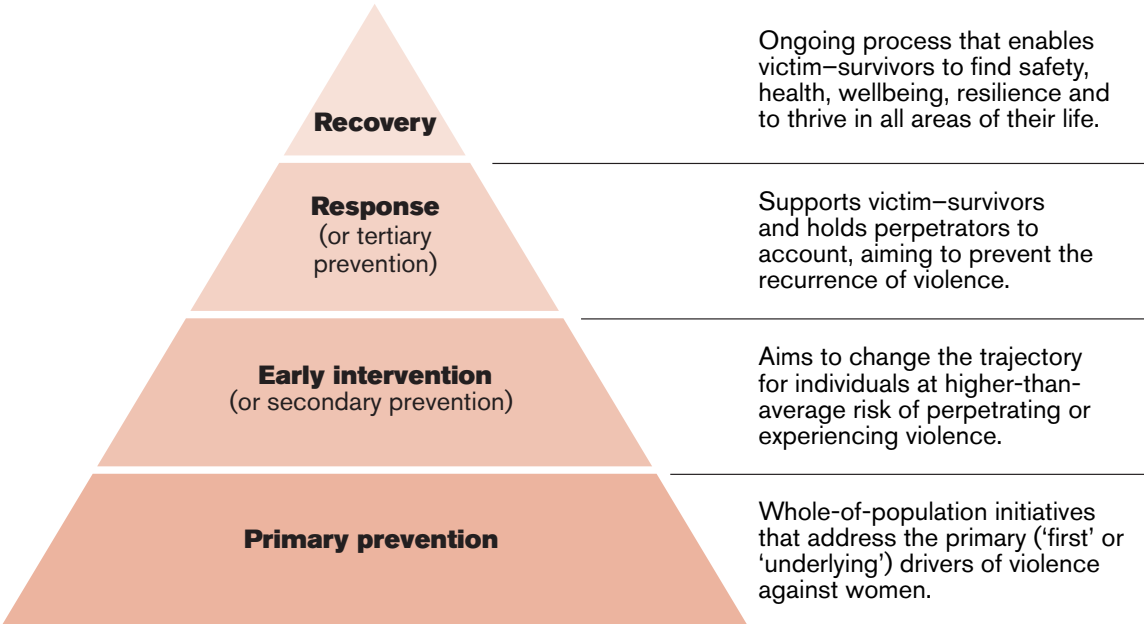 Recovery
Ongoing process that enables
victim–survivors to find safety,
health, wellbeing, resilience and
to thrive in all areas of their life.
Response
(or tertiary
prevention)
Supports victim–survivors
and holds perpetrators to
account, aiming to prevent the
recurrence of violence.
Early intervention
(or secondary prevention)
Aims to change the trajectory
for individuals at higher-than-
average risk of perpetrating or
experiencing violence.
Primary prevention
Whole-of-population initiatives
that address the primary (‘first’ or
‘underlying’) drivers of violence
against women.